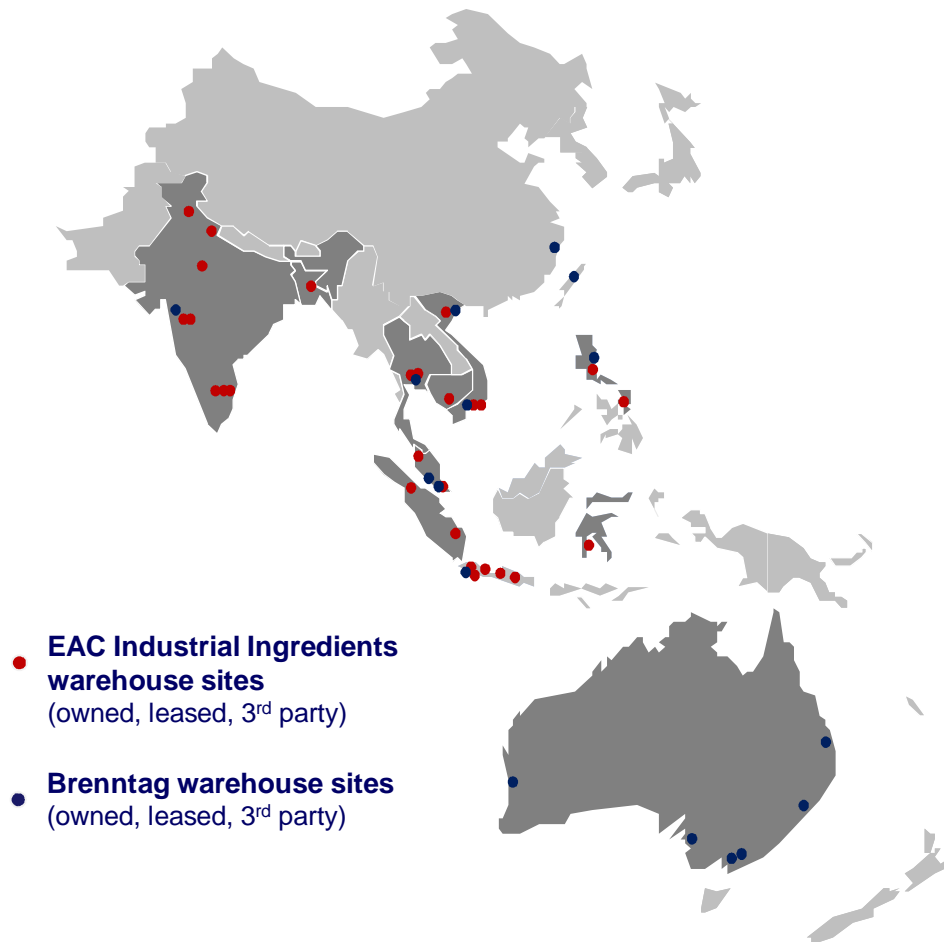 EAC Industrial Ingredients
warehouse sites
(owned, leased, 3rd party)
Brenntag warehouse sites
(owned, leased, 3rd party)